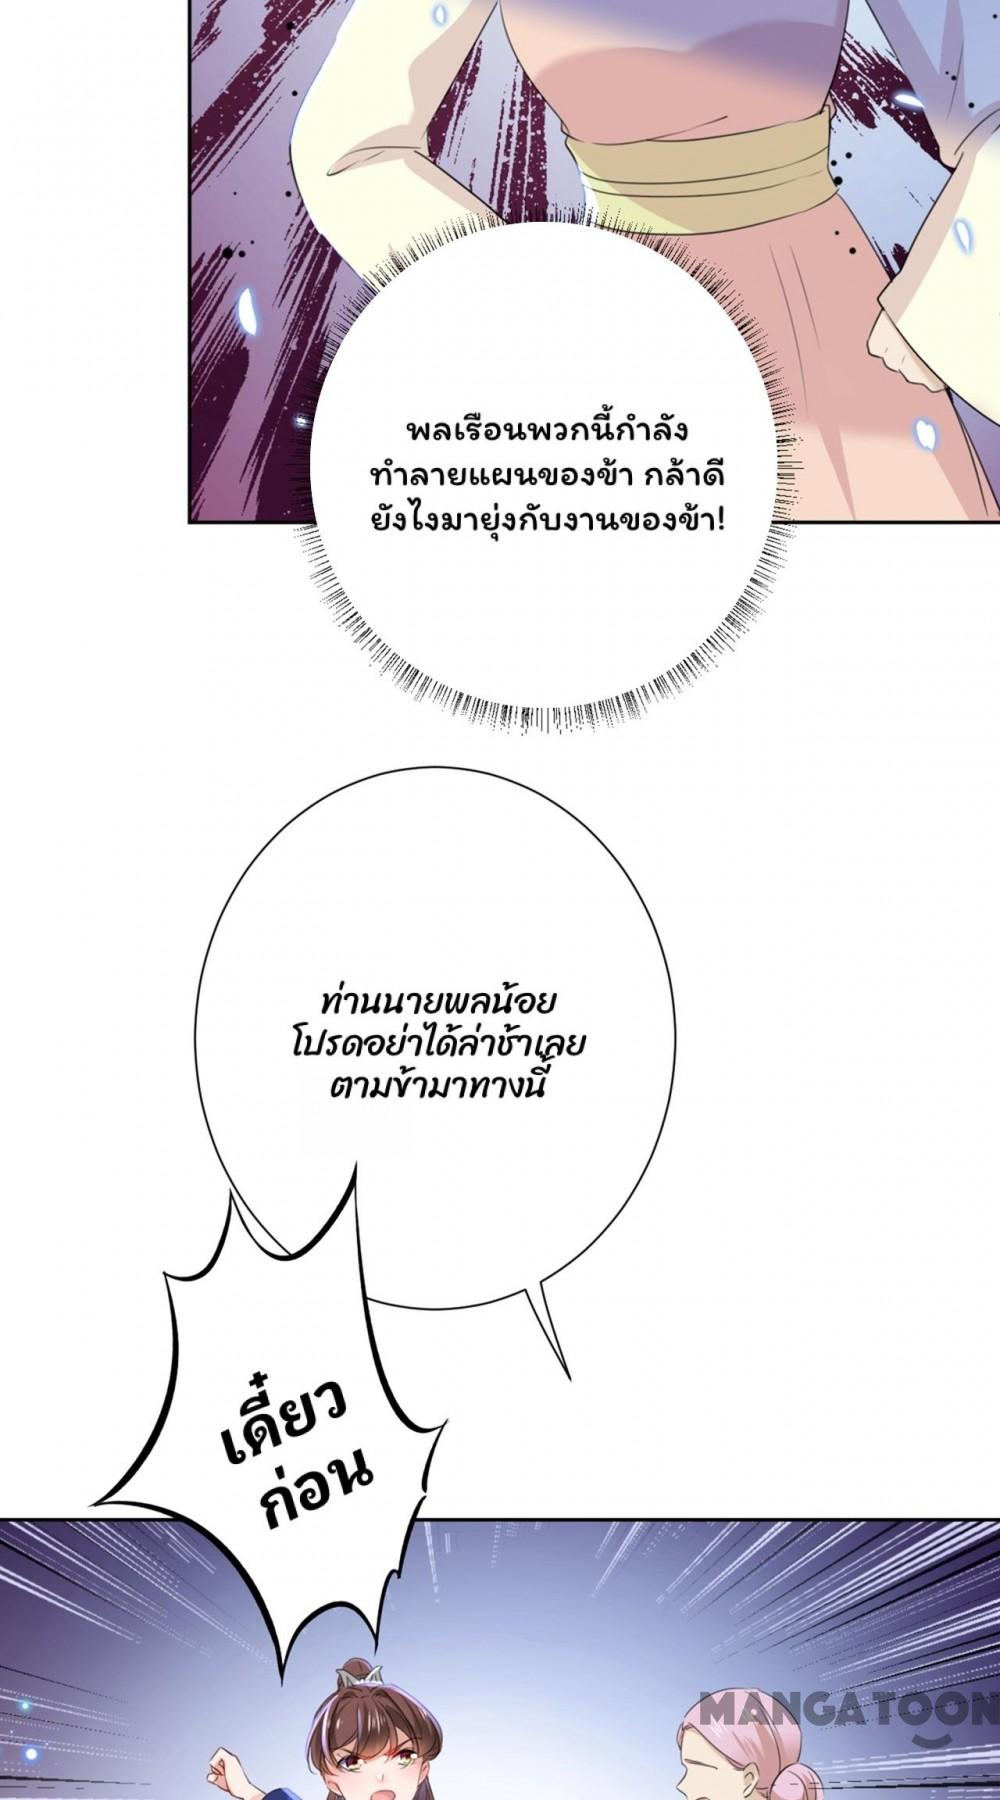 พลเรือนพวกนี้กำลัง
ทำลายแผนของข้า กล้าดี
ยังไงมายุ่งกับงานของข้า!
ท่านนายพลน้อย
โปรดอย่าได้ล่าช้าเลย
ตามข้ามาทางนี้
เดี๋ยว
ก่อน
MANGATOON